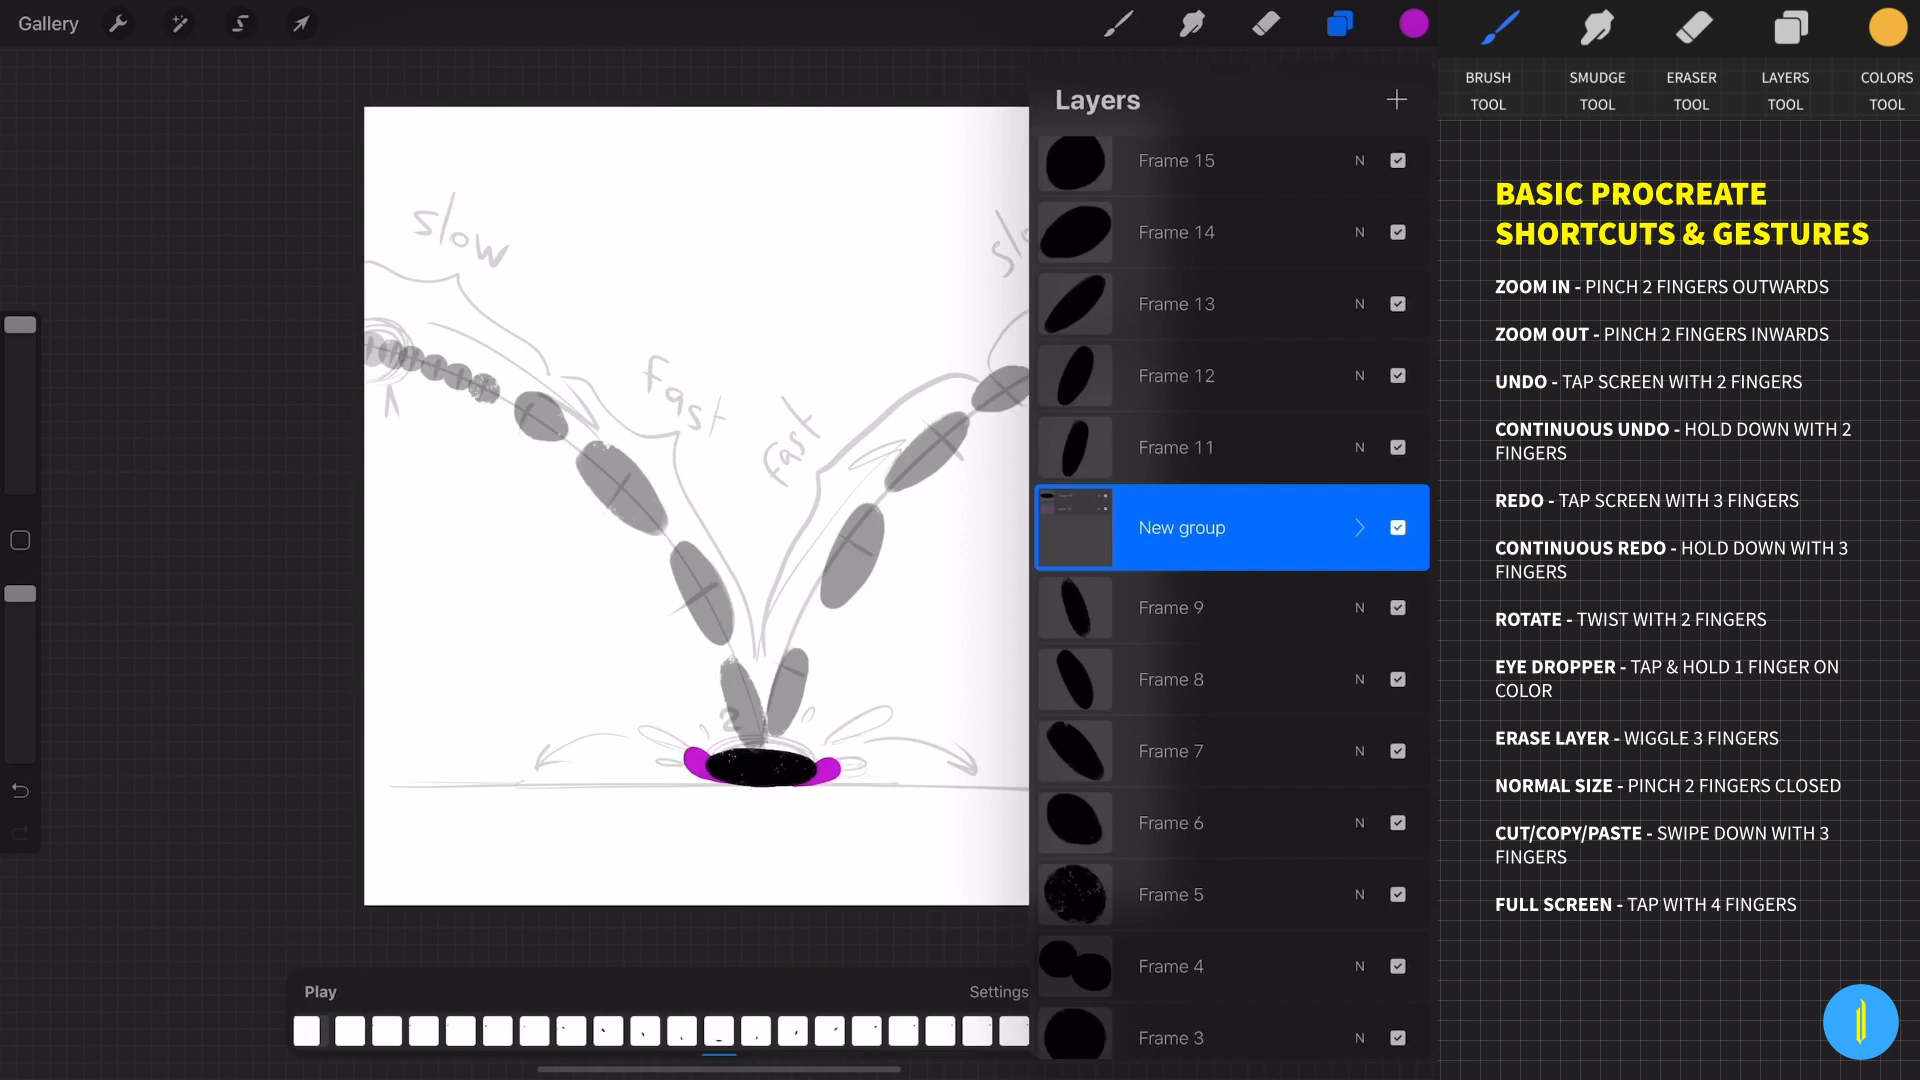 Gallery
BRUSH TOOL
SMUDGE TOOL
ERASER TOOL
LAYERS TOOL
COLORS TOOL
slow
fast
fast
2
Layers
Frame 15 N
Frame 14 N
Frame 13 N
Frame 12 N
Frame 11 N
New group
Frame 9 N
Frame 8 N
Frame 7 N
Frame 6 N
Frame 5 N
Frame 4 N
Frame 3 N
Play
Settings
BASIC PROCREATE
SHORTCUTS & GESTURES
ZOOM IN - PINCH 2 FINGERS OUTWARDS
ZOOM OUT - PINCH 2 FINGERS INWARDS
UNDO - TAP SCREEN WITH 2 FINGERS
CONTINUOUS UNDO - HOLD DOWN WITH 2
FINGERS
REDO - TAP SCREEN WITH 3 FINGERS
CONTINUOUS REDO - HOLD DOWN WITH 3
FINGERS
ROTATE - TWIST WITH 2 FINGERS
EYE DROPPER - TAP & HOLD 1 FINGER ON
COLOR
ERASE LAYER - WIGGLE 3 FINGERS
NORMAL SIZE - PINCH 2 FINGERS CLOSED
CUT/COPY/PASTE - SWIPE DOWN WITH 3
FINGERS
FULL SCREEN - TAP WITH 4 FINGERS